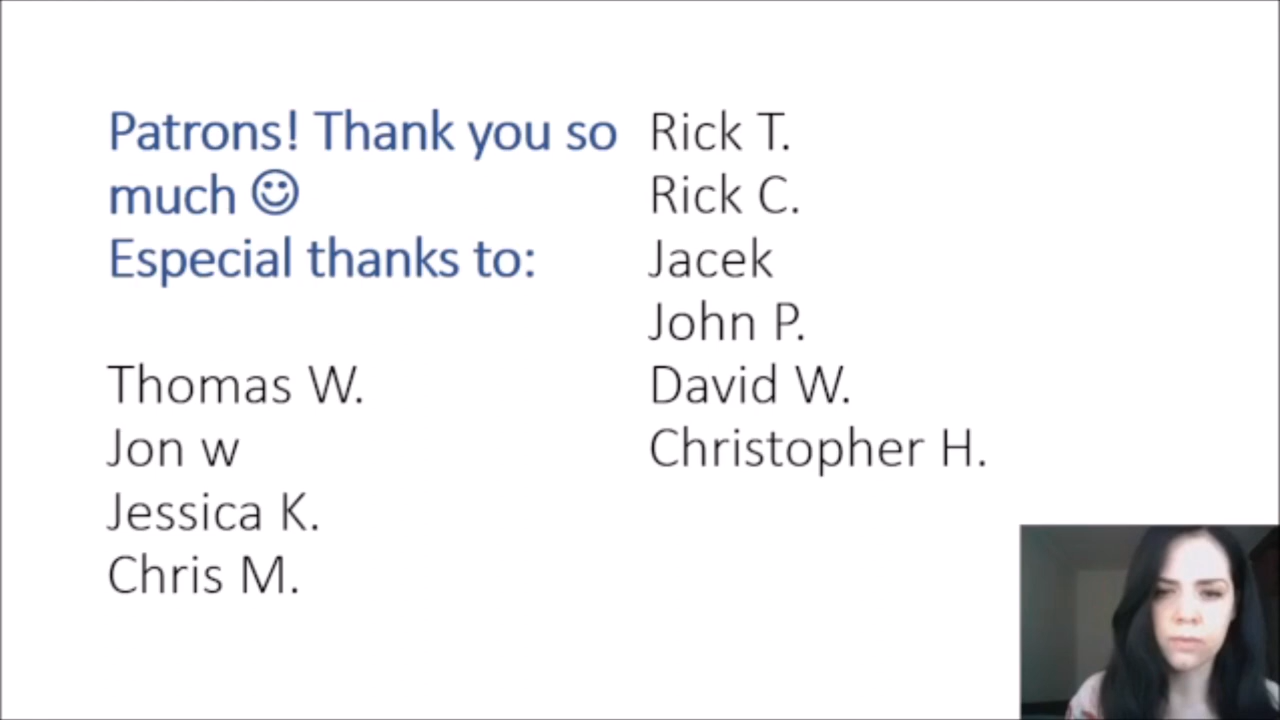 Patrons! Thank you so
much ☺
Especial thanks to:
Thomas W.
Jon w
Jessica K.
Chris M.
Rick T.
Rick C.
Jacek
John P.
David W.
Christopher H.